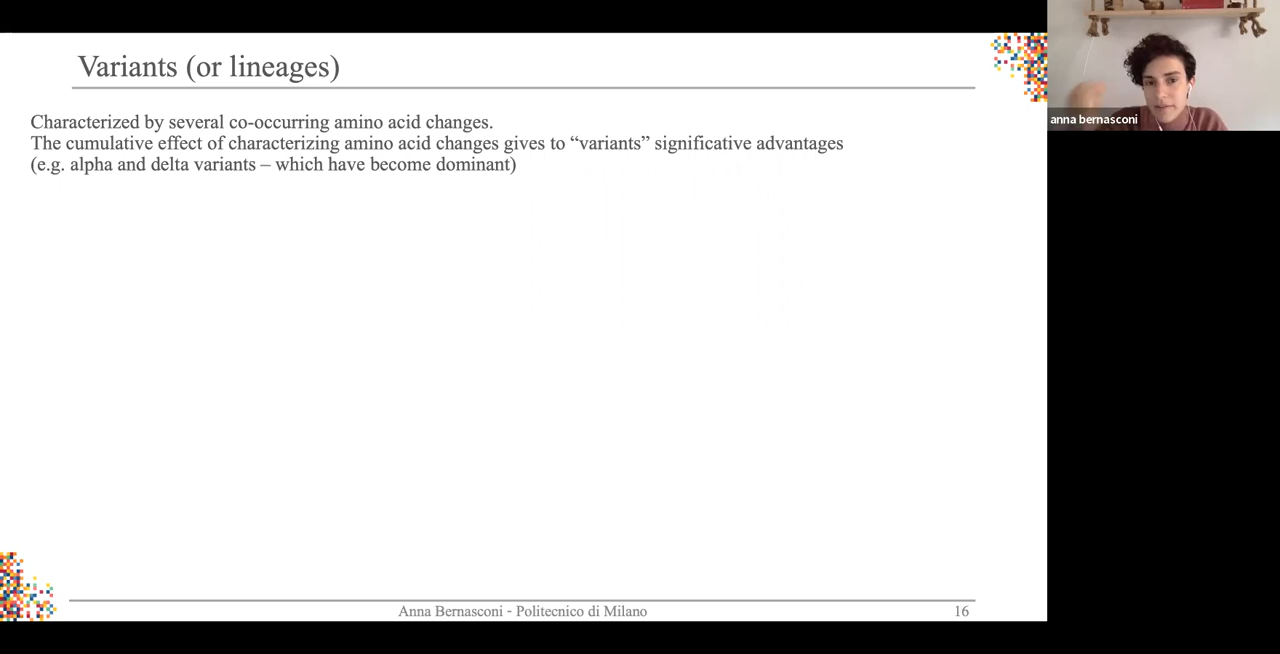 Variants (or lineages)
Characterized by several co-occurring amino acid changes.
The cumulative effect of characterizing amino acid changes gives to “variants” significative advantages
(e.g. alpha and delta variants – which have become dominant)
anna bernasconi
Anna Bernasconi - Politecnico di Milano
16